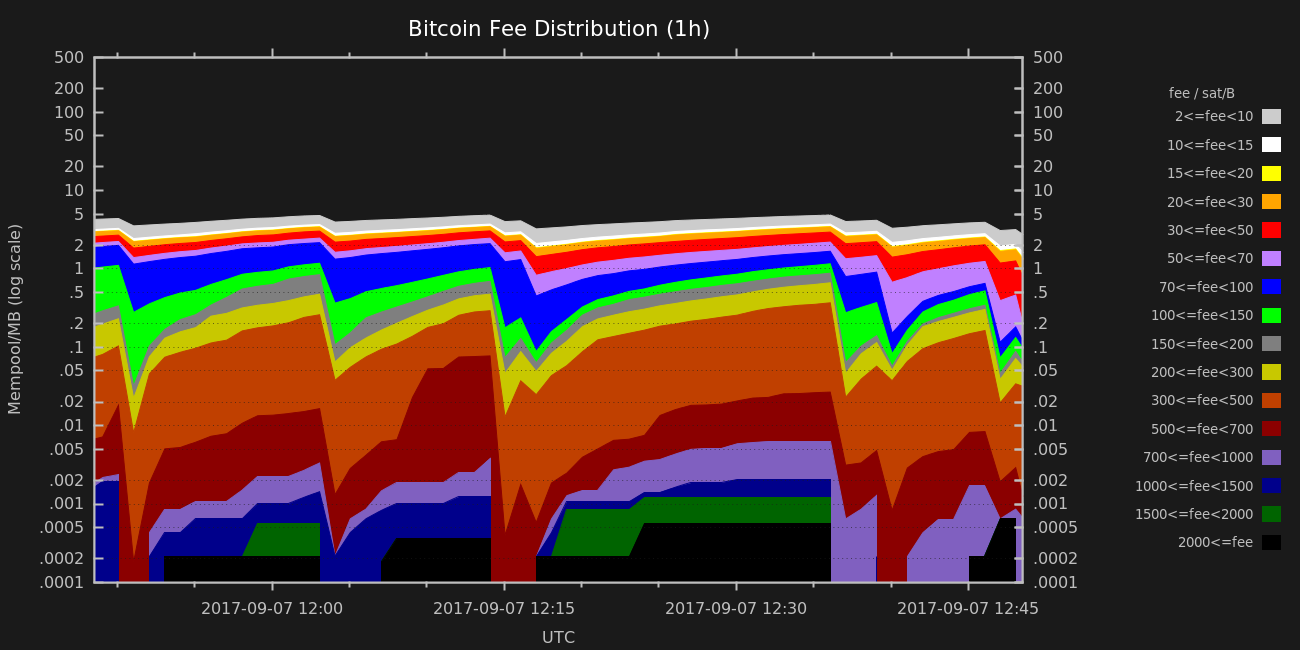 Bitcoin Fee Distribution (1h)
Mempool/MB (log scale)
500
200
100
50
20
10
5
2
1
.5
.2
.1
.05
.02
.01
.005
.002
.001
.0005
.0002
.0001
500
200
100
50
20
10
5
2
1
.5
.2
.1
.05
.02
.01
.005
.002
.001
.0005
.0002
.0001
2017-09-07 12:00
2017-09-07 12:15
2017-09-07 12:30
2017-09-07 12:45
UTC
fee / sat/B
2<=fee<10
10<=fee<15
15<=fee<20
20<=fee<30
30<=fee<50
50<=fee<70
70<=fee<100
100<=fee<150
150<=fee<200
200<=fee<300
300<=fee<500
500<=fee<700
700<=fee<1000
1000<=fee<1500
1500<=fee<2000
2000<=fee